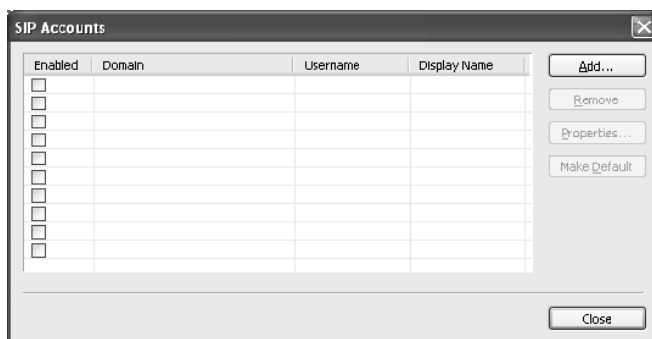 SIP Accounts
Enabled Domain Username Display Name
Add...
Remove
Properties...
Make Default
Close